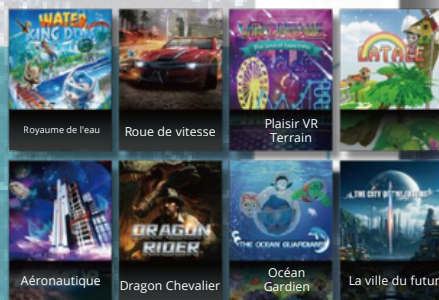 WATER
KING DOM
LATALE
Royaume de l'eau
Roue de vitesse
Plaisir VR
Terrain
DRAGON
RIDER
THE OCEAN GUARDIANS
THE CITY OF THE FUTURE
Aéronautique
Dragon Chevalier
Océan
Gardien
La ville du futur